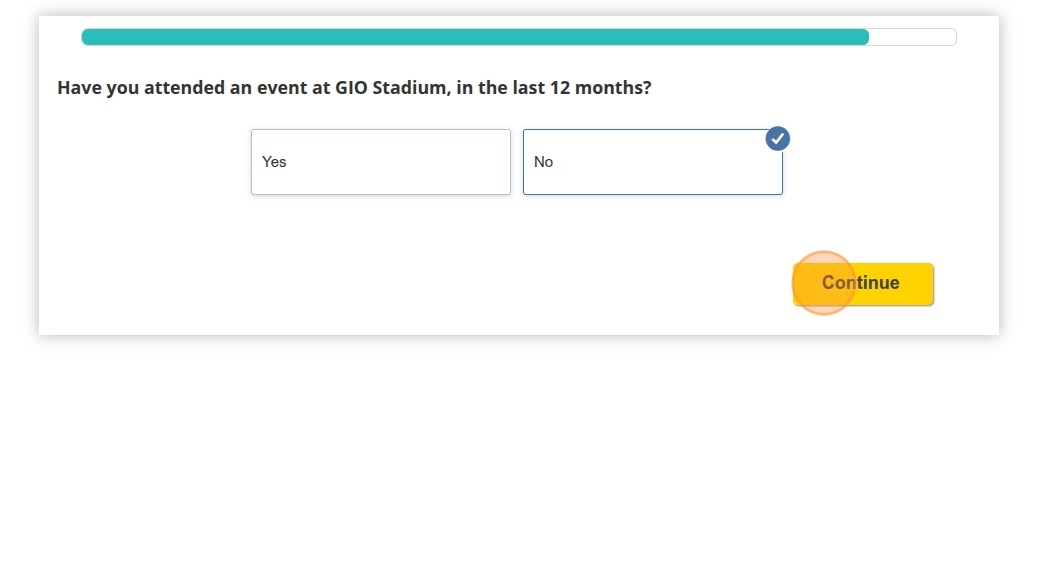 Have you attended an event at GIO Stadium, in the last 12 months?
Yes
No
Continue